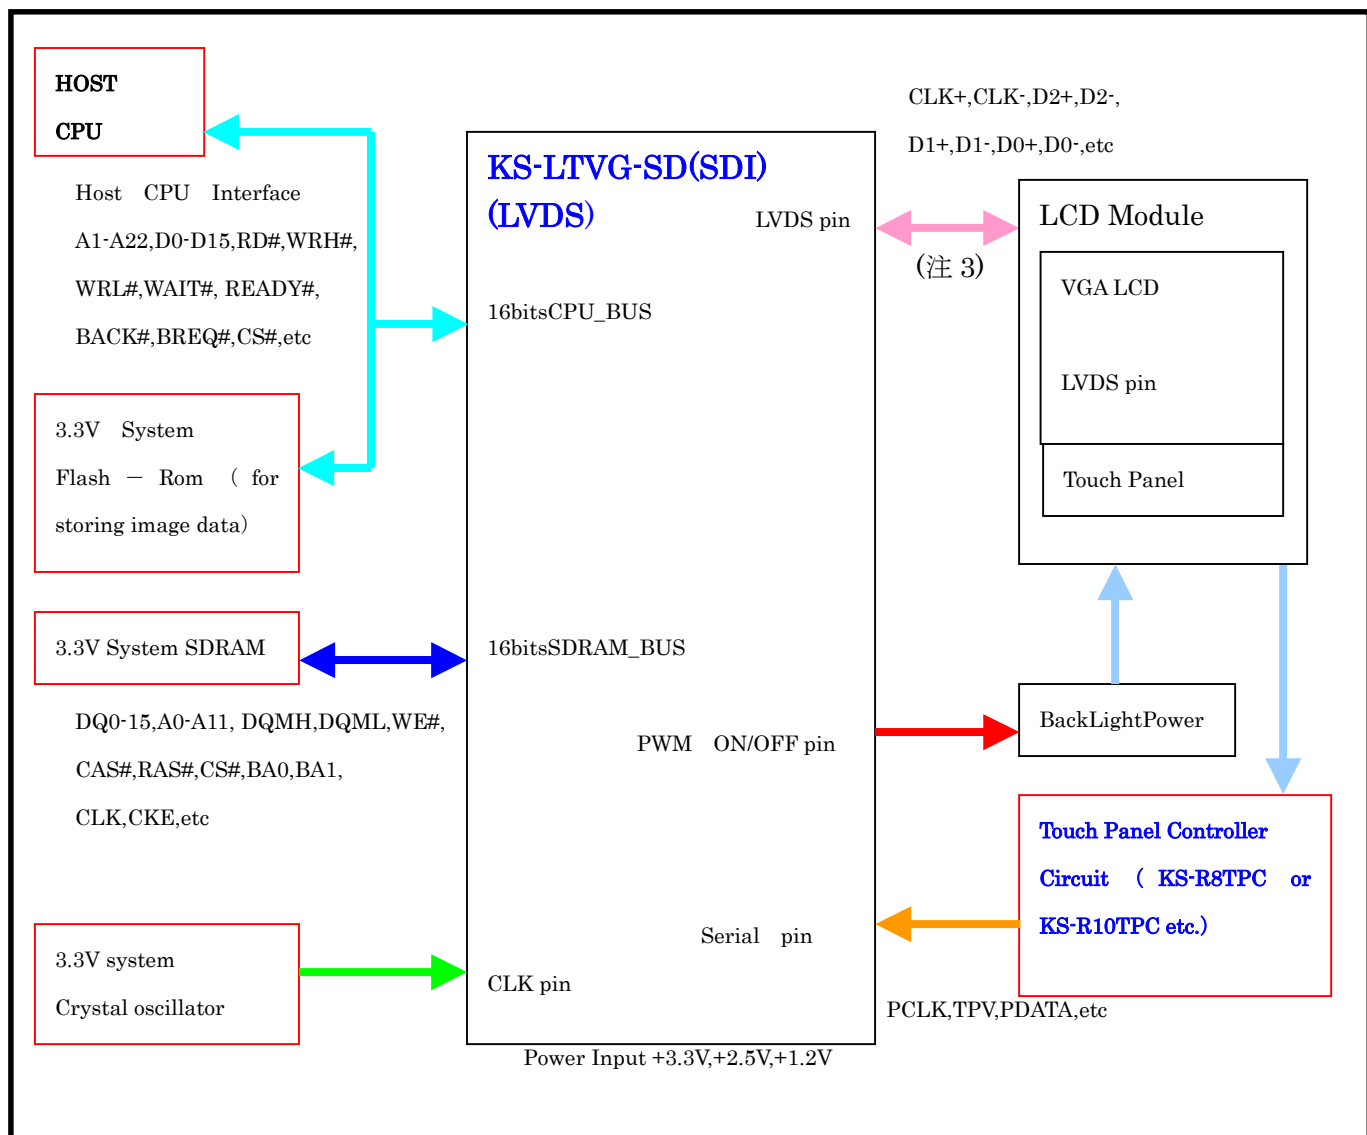 HOST
CPU
Host CPU Interface
A1-A22,D0-D15,RD#,WRH#,
WRL#,WAIT#, READY#,
BACK#,BREQ#,CS#,etc
3.3V System
Flash － Rom （ for
storing image data）
3.3V System SDRAM
DQ0-15,A0-A11, DQMH,DQML,WE#,
CAS#,RAS#,CS#,BA0,BA1,
CLK,CKE,etc
3.3V system
Crystal oscillator
KS-LTVG-SD(SDI)
(LVDS)
LVDS pin
16bitsCPU_BUS
16bitsSDRAM_BUS
PWM ON/OFF pin
Serial pin
CLK pin
Power Input +3.3V,+2.5V,+1.2V
CLK+,CLK-,D2+,D2-,
D1+,D1-,D0+,D0-,etc
(注 3)
LCD Module
VGA LCD
LVDS pin
Touch Panel
BackLightPower
Touch Panel Controller
Circuit （ KS-R8TPC or
KS-R10TPC etc.）
PCLK,TPV,PDATA,etc